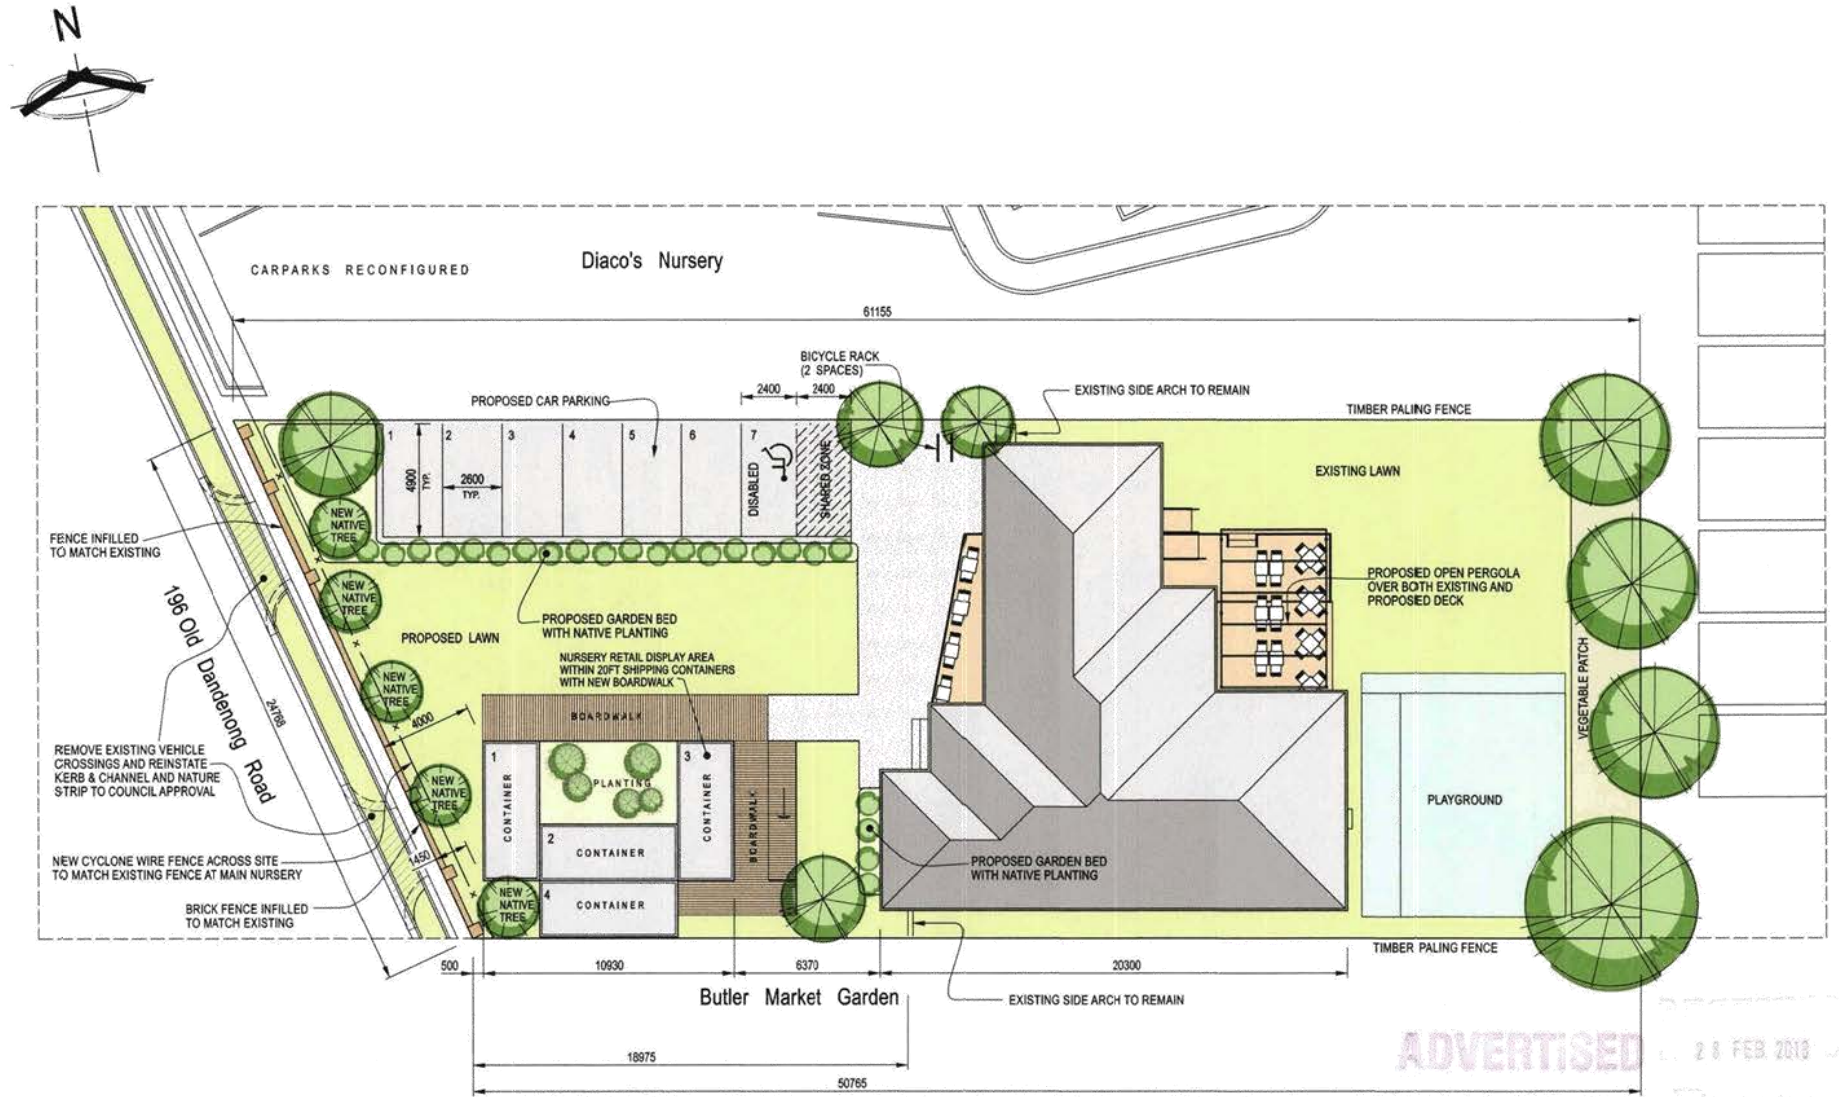 N
CARPARKS RECONFIGURED
Diaco's Nursery
61155
BICYCLE RACK
(2 SPACES)
2400
2400
EXISTING SIDE ARCH TO REMAIN
PROPOSED CAR PARKING
TIMBER PALING FENCE
1
2
3
4
5
6
7
4900
TYP.
2600
TYP.
DISABLED
SHARED ZONE
EXISTING LAWN
NEW
NATIVE
TREE
FENCE INFILLED
TO MATCH EXISTING
196 Old Dandenong Road
24768
NEW
NATIVE
TREE
PROPOSED OPEN PERGOLA
OVER BOTH EXISTING AND
PROPOSED DECK
PROPOSED GARDEN BED
WITH NATIVE PLANTING
PROPOSED LAWN
NURSERY RETAIL DISPLAY AREA
WITHIN 20FT SHIPPING CONTAINERS
WITH NEW BOARDWALK
NEW
NATIVE
TREE
4000
BOARDWALK
VEGETABLE PATCH
REMOVE EXISTING VEHICLE
CROSSINGS AND REINSTATE
KERB & CHANNEL AND NATURE
STRIP TO COUNCIL APPROVAL
NEW
NATIVE
TREE
1
CONTAINER
PLANTING
3
CONTAINER
BOARDWALK
PLAYGROUND
2
CONTAINER
1450
NEW CYCLONE WIRE FENCE ACROSS SITE
TO MATCH EXISTING FENCE AT MAIN NURSERY
PROPOSED GARDEN BED
WITH NATIVE PLANTING
BRICK FENCE INFILLED
TO MATCH EXISTING
NEW
NATIVE
TREE
4
CONTAINER
TIMBER PALING FENCE
500
10930
6370
20300
Butler Market Garden
EXISTING SIDE ARCH TO REMAIN
18975
50765
ADVERTISED
28 FEB 2018